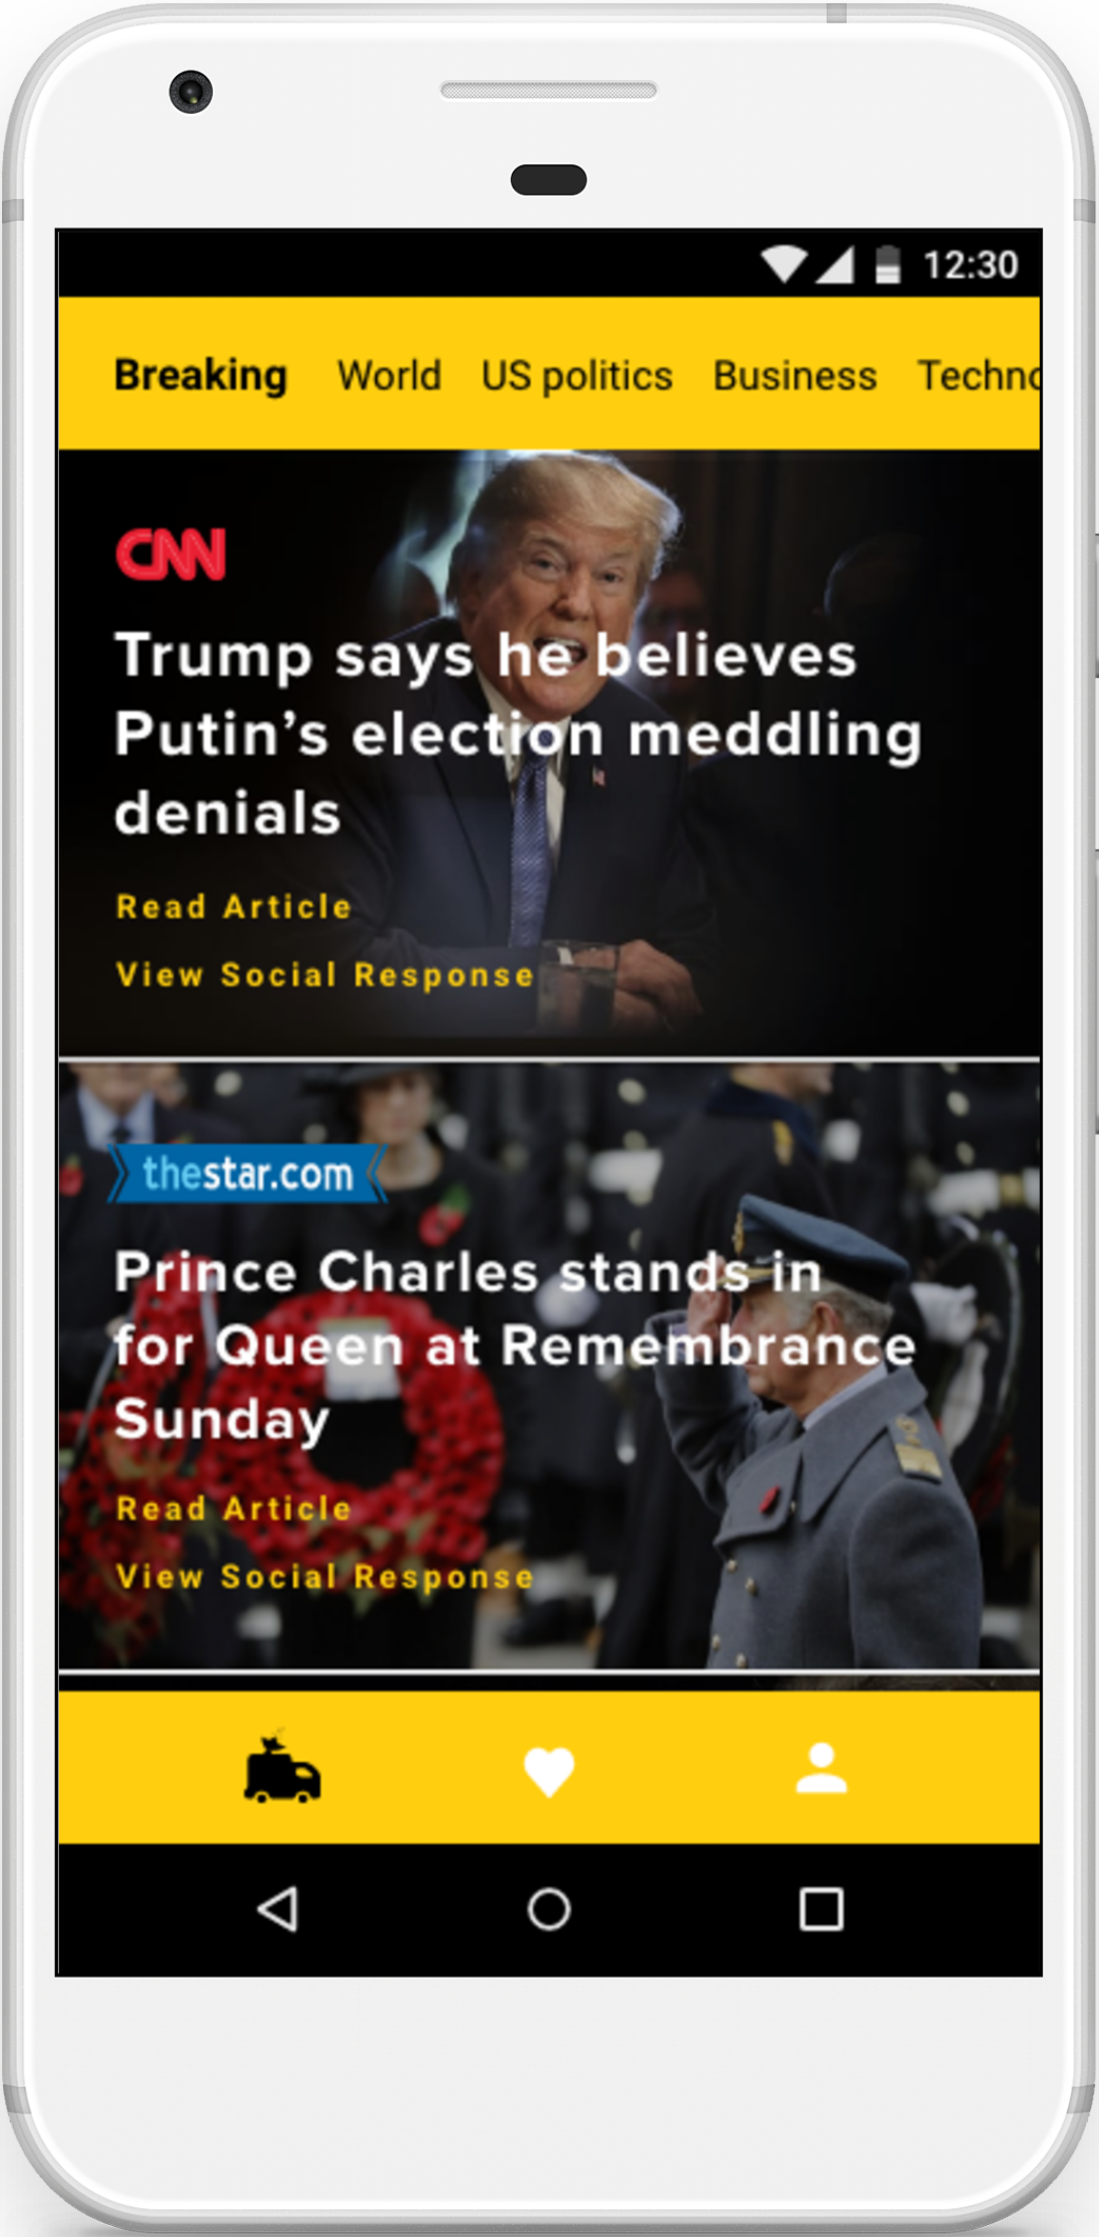 12:30
Breaking World US politics Business Techno
CNN
Trump says he believes
Putin’s election meddling
denials
Read Article
View Social Response
thestar.com
Prince Charles stands in
for Queen at Remembrance
Sunday
Read Article
View Social Response